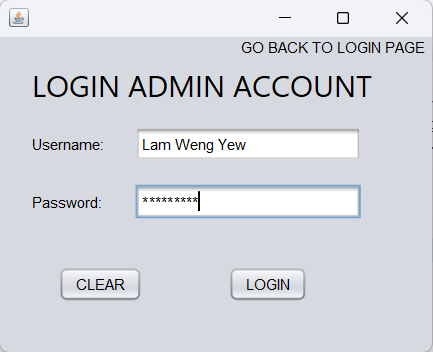 GO BACK TO LOGIN PAGE
LOGIN ADMIN ACCOUNT
Username: Lam Weng Yew
Password: *********
CLEAR LOGIN